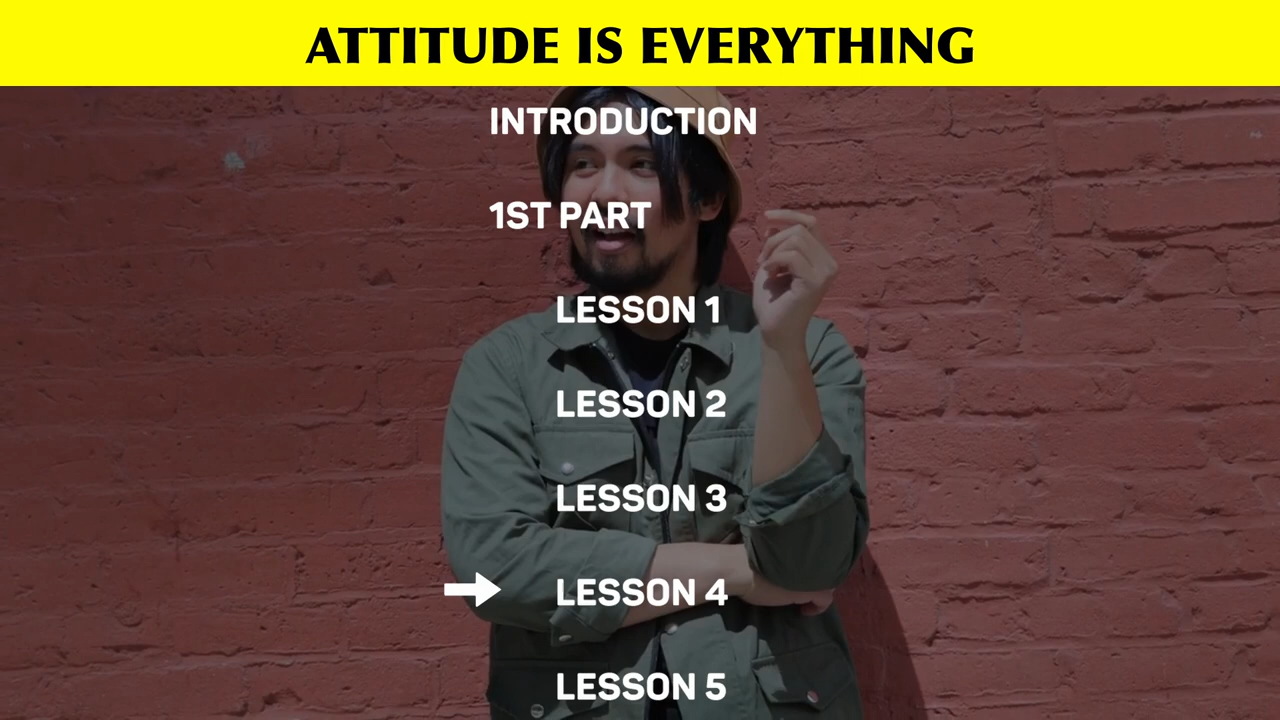 ATTITUDE IS EVERYTHING
INTRODUCTION
1ST PART
LESSON 1
LESSON 2
LESSON 3
LESSON 4
LESSON 5